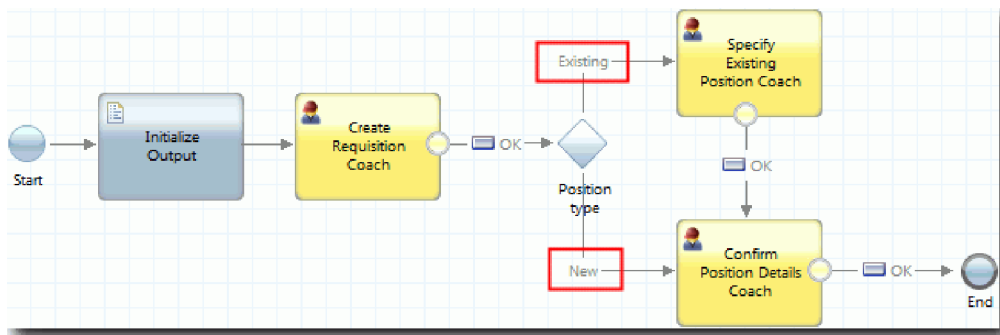 Start
Initialize
Output
Create
Requisition
Coach
OK
Position
type
Existing
Specify
Existing
Position Coach
OK
New
Confirm
Position Details
Coach
OK
End